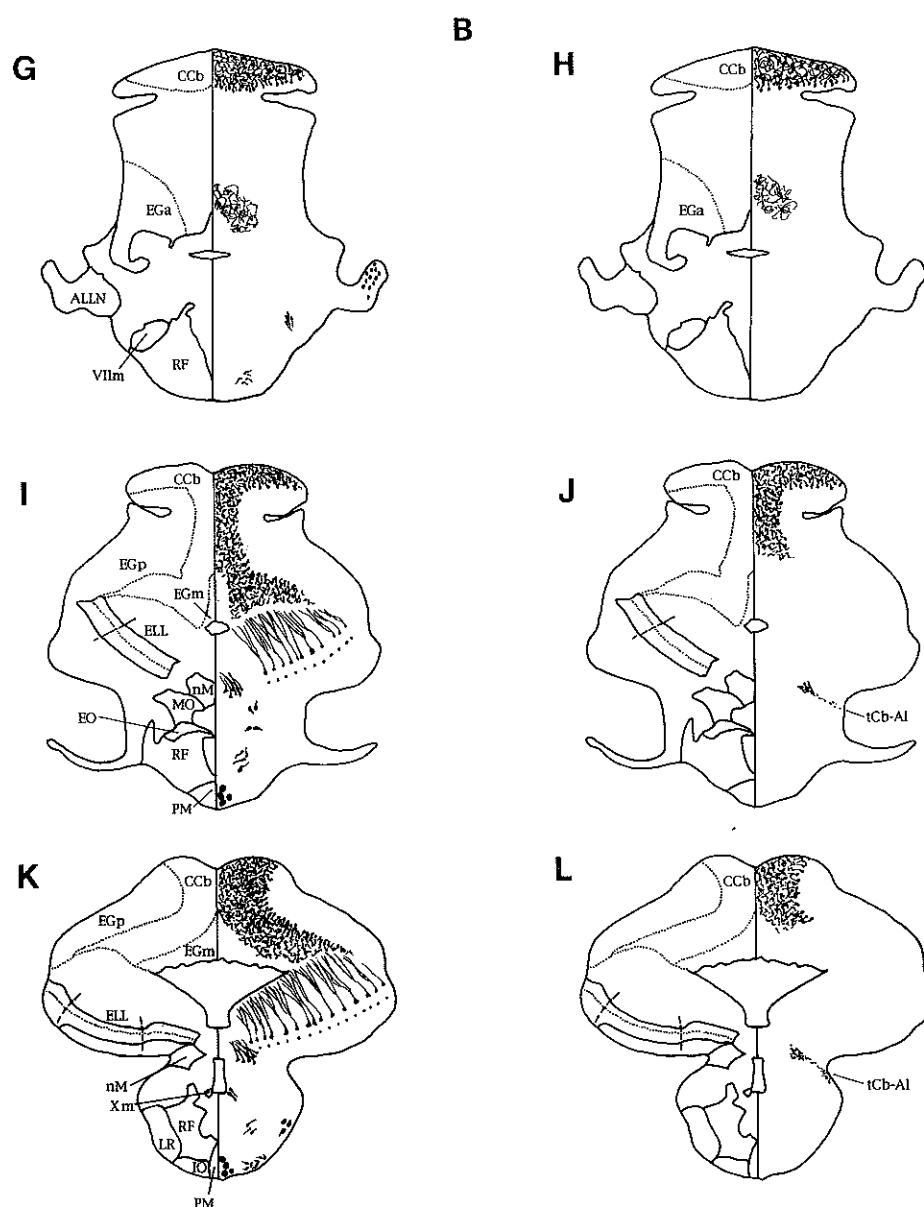 B
G
CCb
EGa
ALLN
VIIm
RF
H
CCb
EGa
I
CCb
EGp
EGm
ELL
nM
MO
EO
RF
PM
J
CCb
tCb-Al
K
CCb
EGp
EGm
ELL
nM
Xm
RF
LR
IO
PM
L
CCb
tCb-Al